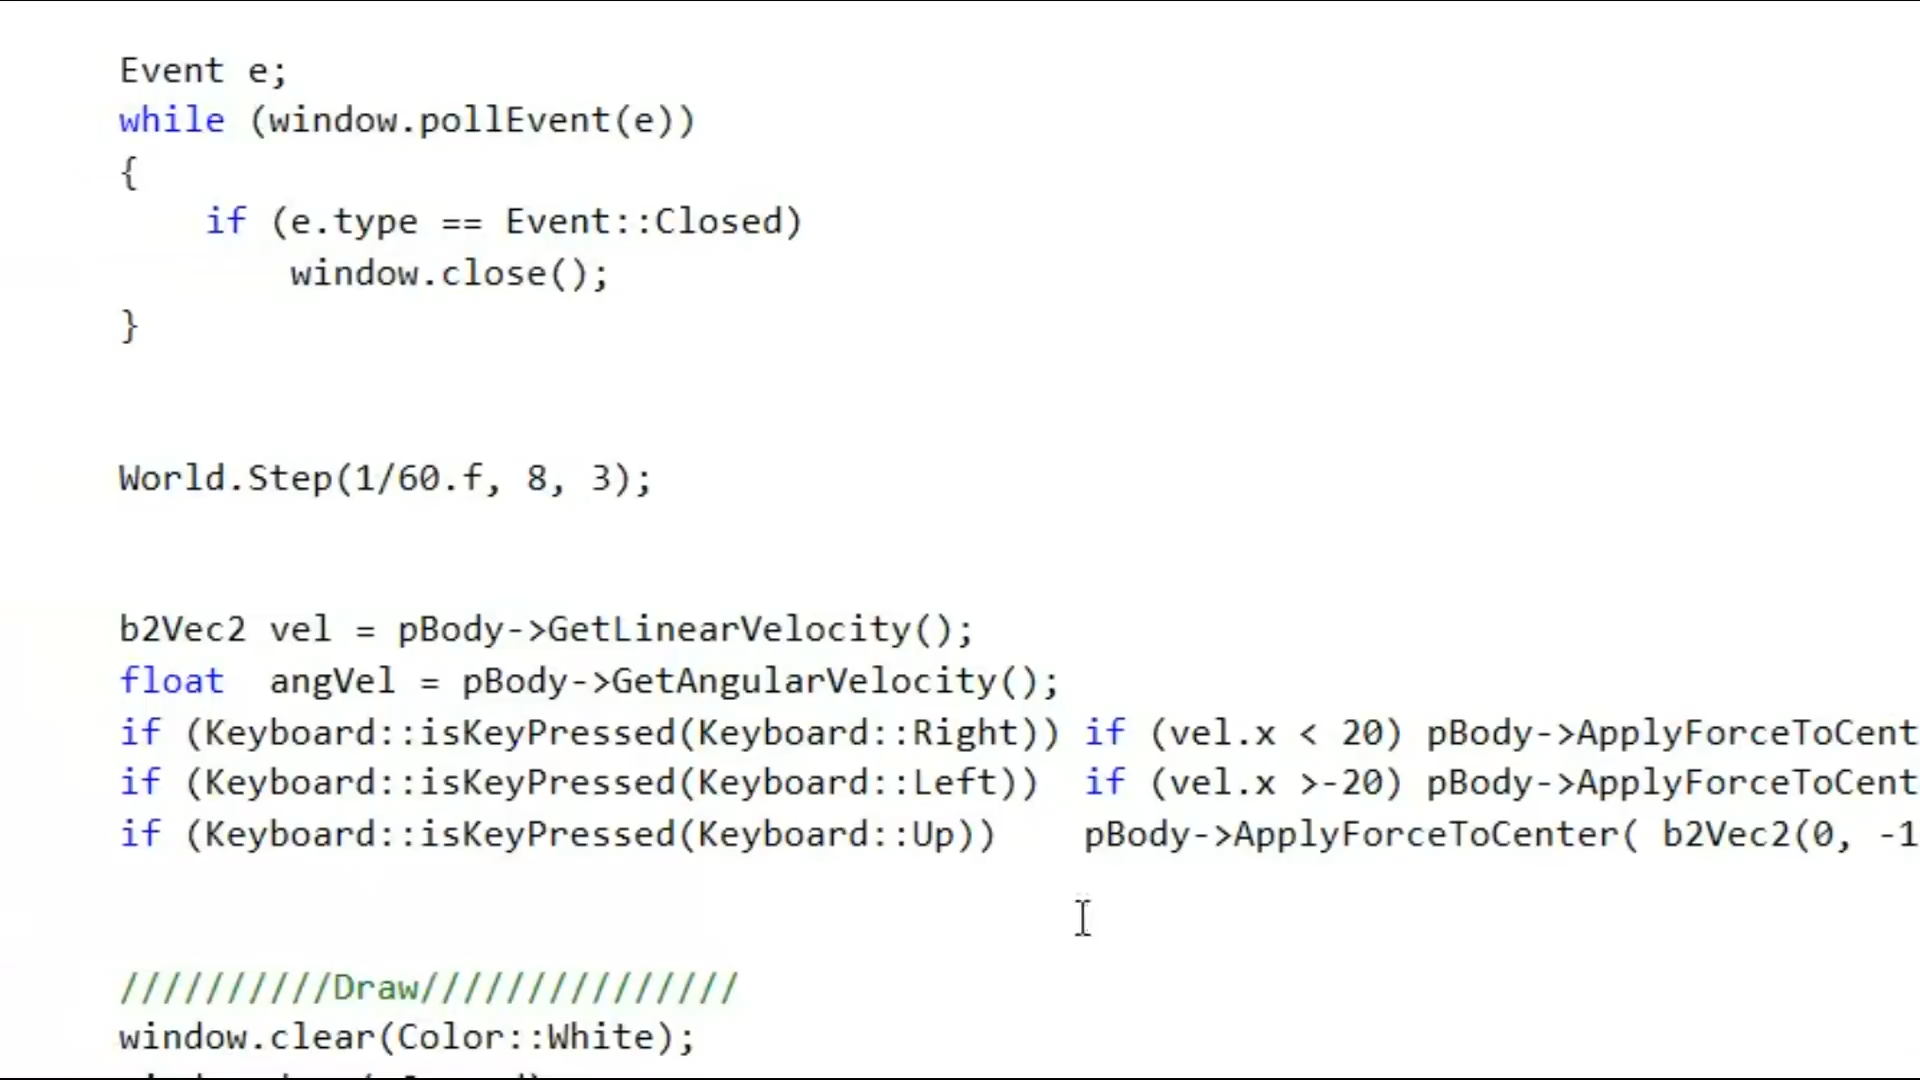 Event e;
while (window.pollEvent(e))
{
if (e.type == Event::Closed)
window.close();
}
World.Step(1/60.f, 8, 3);
b2Vec2 vel = pBody->GetLinearVelocity();
float  angVel = pBody->GetAngularVelocity();
if (Keyboard::isKeyPressed(Keyboard::Right)) if (vel.x < 20) pBody->ApplyForceToCent
if (Keyboard::isKeyPressed(Keyboard::Left))  if (vel.x >-20) pBody->ApplyForceToCent
if (Keyboard::isKeyPressed(Keyboard::Up))    pBody->ApplyForceToCenter( b2Vec2(0, -1
//////////Draw///////////////
window.clear(Color::White);